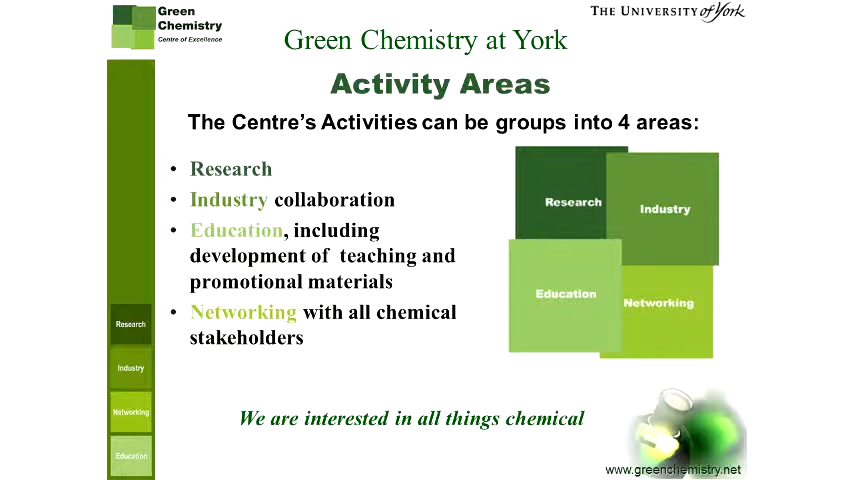 Green
Chemistry
Centre of Excellence
THE UNIVERSITY of York
Green Chemistry at York
Activity Areas
The Centre's Activities can be groups into 4 areas:
• Research
• Industry collaboration
• Education, including
development of teaching and
promotional materials
• Networking with all chemical
stakeholders
Research
Industry
Education
Networking
Research
Industry
Networking
Education
We are interested in all things chemical
www.greenchemistry.net